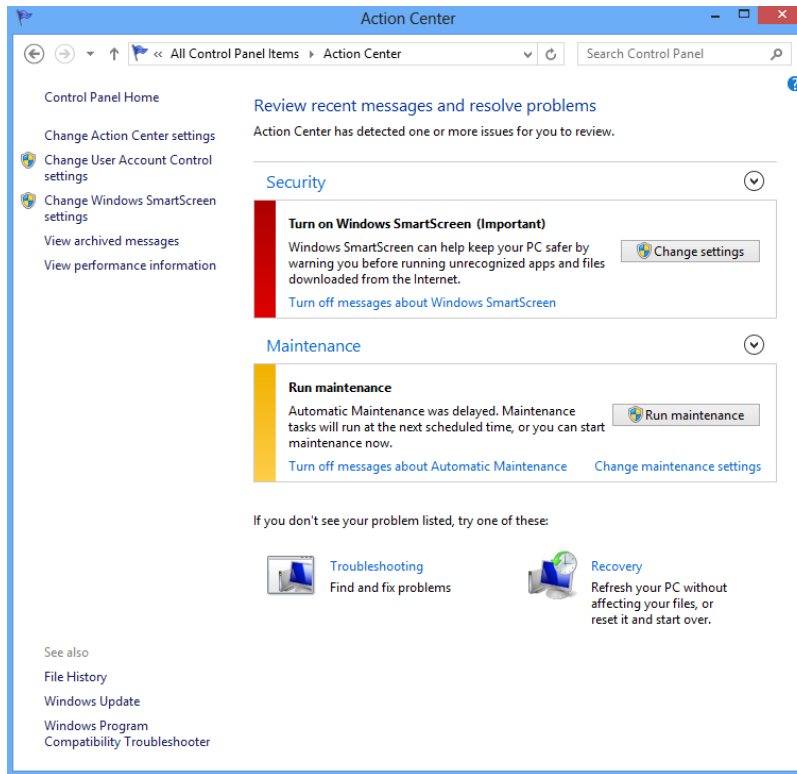 Action Center
« All Control Panel Items Action Center
Search Control Panel
Control Panel Home
Change Action Center settings
Change User Account Control
settings
Change Windows SmartScreen
settings
View archived messages
View performance information
Review recent messages and resolve problems
Action Center has detected one or more issues for you to review.
Security
Turn on Windows SmartScreen (Important)
Windows SmartScreen can help keep your PC safer by
warning you before running unrecognized apps and files
downloaded from the Internet.
Change settings
Turn off messages about Windows SmartScreen
Maintenance
Run maintenance
Automatic Maintenance was delayed. Maintenance
tasks will run at the next scheduled time, or you can start
maintenance now.
Run maintenance
Turn off messages about Automatic Maintenance Change maintenance settings
If you don't see your problem listed, try one of these:
Troubleshooting
Find and fix problems
Recovery
Refresh your PC without
affecting your files, or
reset it and start over.
See also
File History
Windows Update
Windows Program
Compatibility Troubleshooter